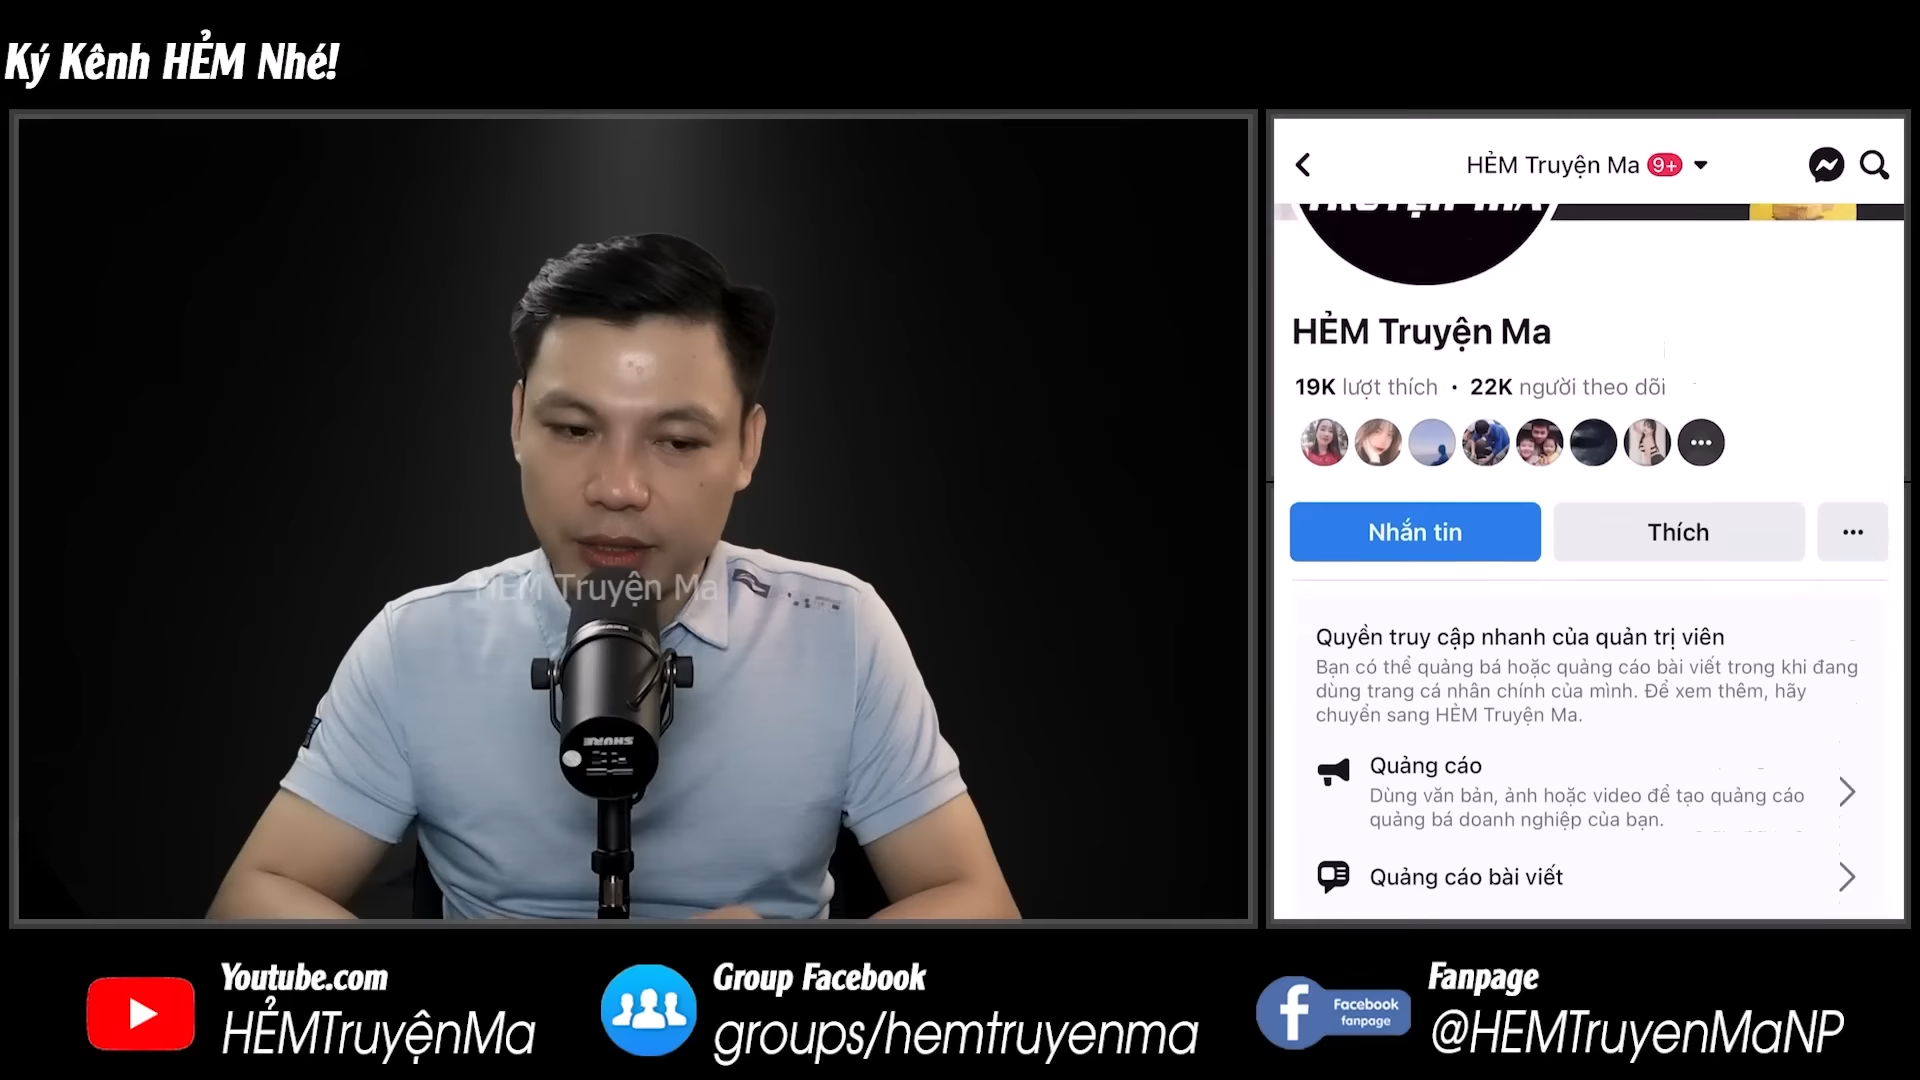 Ký Kênh HẺM Nhé!
HẺM Truyện Ma 9+
TRUYỆN MA
HẺM Truyện Ma
19K lượt thích · 22K người theo dõi
Nhắn tin
Thích
Quyền truy cập nhanh của quản trị viên
Bạn có thể quảng bá hoặc quảng cáo bài viết trong khi đang
dùng trang cá nhân chính của mình. Để xem thêm, hãy
chuyển sang HẺM Truyện Ma.
Quảng cáo
Dùng văn bản, ảnh hoặc video để tạo quảng cáo
quảng bá doanh nghiệp của bạn.
Quảng cáo bài viết
HẺM Truyện Ma
SHURE
Youtube.com
HẺMTruyệnMa
Group Facebook
groups/hemtruyenma
Facebook
fanpage
Fanpage
@HEMTruyenMaNP